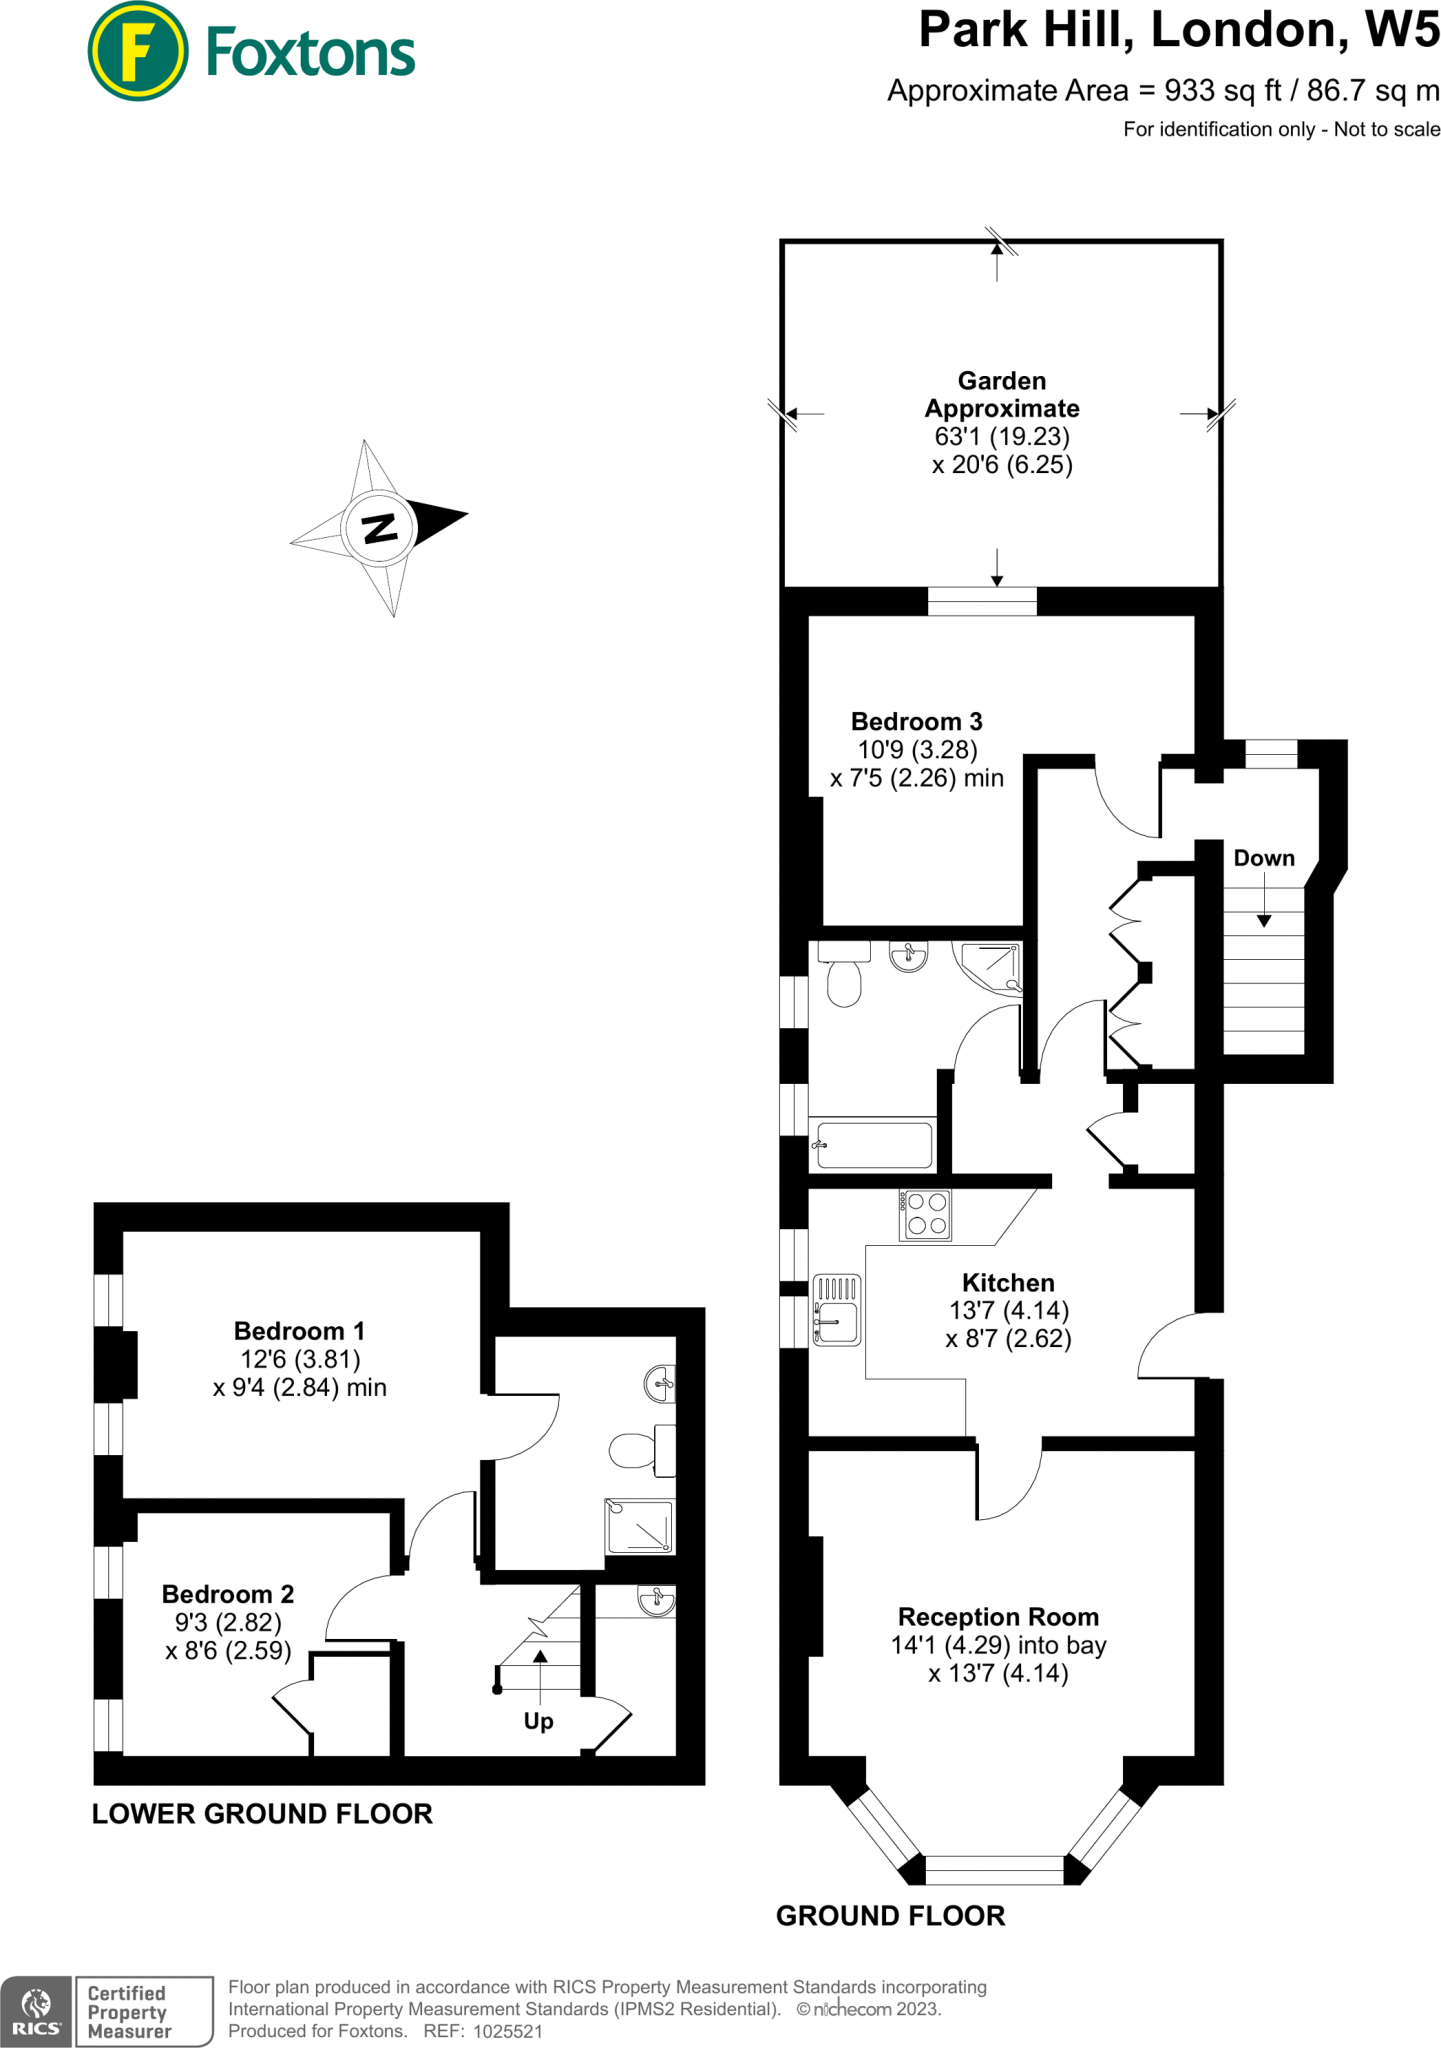 F Foxtons
Park Hill, London, W5
Approximate Area = 933 sq ft / 86.7 sq m
For identification only - Not to scale
Garden
Approximate
63'1 (19.23)
x 20'6 (6.25)
N
Bedroom 3
10'9 (3.28)
x 7'5 (2.26) min
Down
Kitchen
13'7 (4.14)
x 8'7 (2.62)
Bedroom 1
12'6 (3.81)
x 9'4 (2.84) min
Bedroom 2
9'3 (2.82)
x 8'6 (2.59)
Up
Reception Room
14'1 (4.29) into bay
x 13'7 (4.14)
LOWER GROUND FLOOR
GROUND FLOOR
RICS
Certified
Property
Measurer
Floor plan produced in accordance with RICS Property Measurement Standards incorporating
International Property Measurement Standards (IPMS2 Residential). © nichecom 2023.
Produced for Foxtons. REF: 1025521